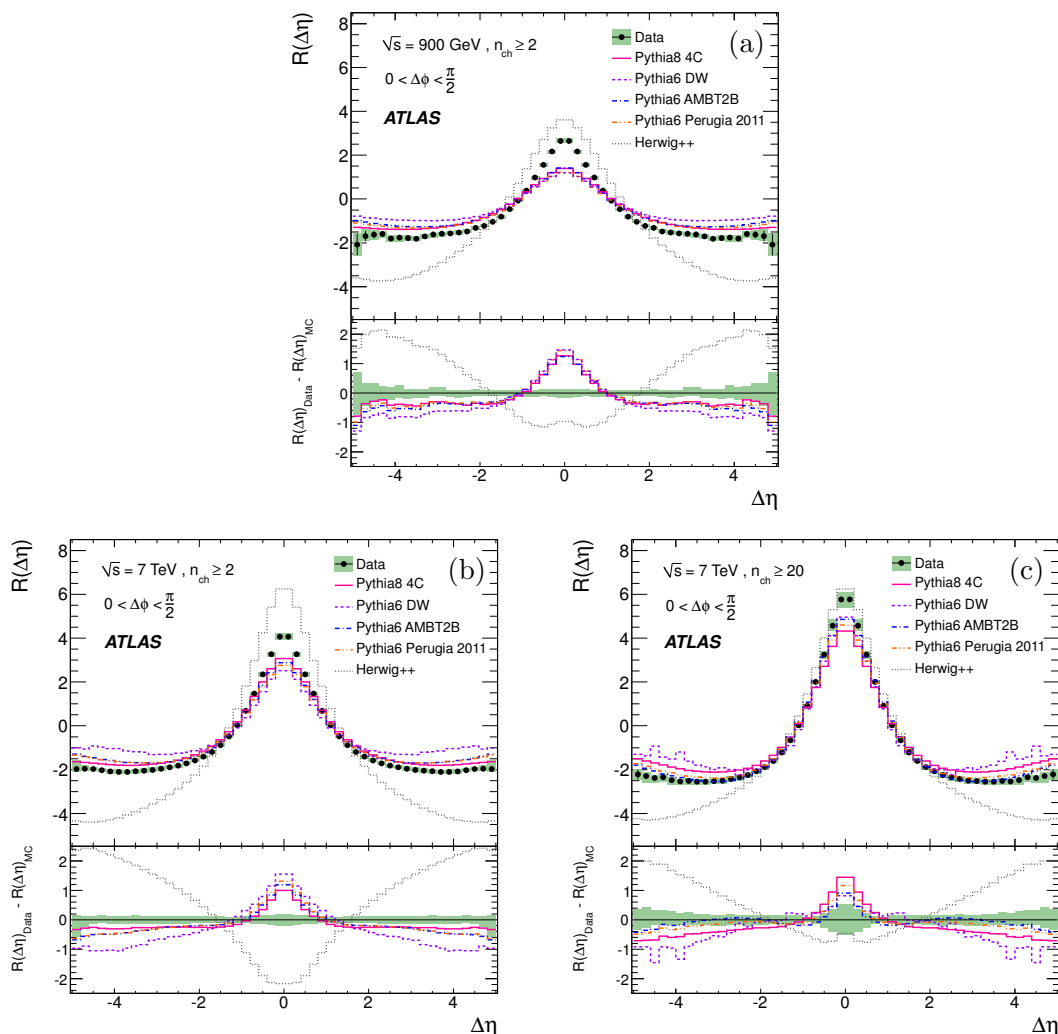 R(Δη)
8
6
4
2
0
-2
-4
√s = 900 GeV , n_ch ≥ 2
0 < Δϕ < π/2
ATLAS
Data
Pythia8 4C
Pythia6 DW
Pythia6 AMBT2B
Pythia6 Perugia 2011
Herwig++
(a)
R(Δη)_Data - R(Δη)_MC
2
1
0
-1
-2
-4 -2 0 2 4
Δη
R(Δη)
8
6
4
2
0
-2
-4
√s = 7 TeV , n_ch ≥ 2
0 < Δϕ < π/2
ATLAS
Data
Pythia8 4C
Pythia6 DW
Pythia6 AMBT2B
Pythia6 Perugia 2011
Herwig++
(b)
R(Δη)_Data - R(Δη)_MC
2
1
0
-1
-2
-4 -2 0 2 4
Δη
R(Δη)
8
6
4
2
0
-2
-4
√s = 7 TeV , n_ch ≥ 20
0 < Δϕ < π/2
ATLAS
Data
Pythia8 4C
Pythia6 DW
Pythia6 AMBT2B
Pythia6 Perugia 2011
Herwig++
(c)
R(Δη)_Data - R(Δη)_MC
2
1
0
-1
-2
-4 -2 0 2 4
Δη